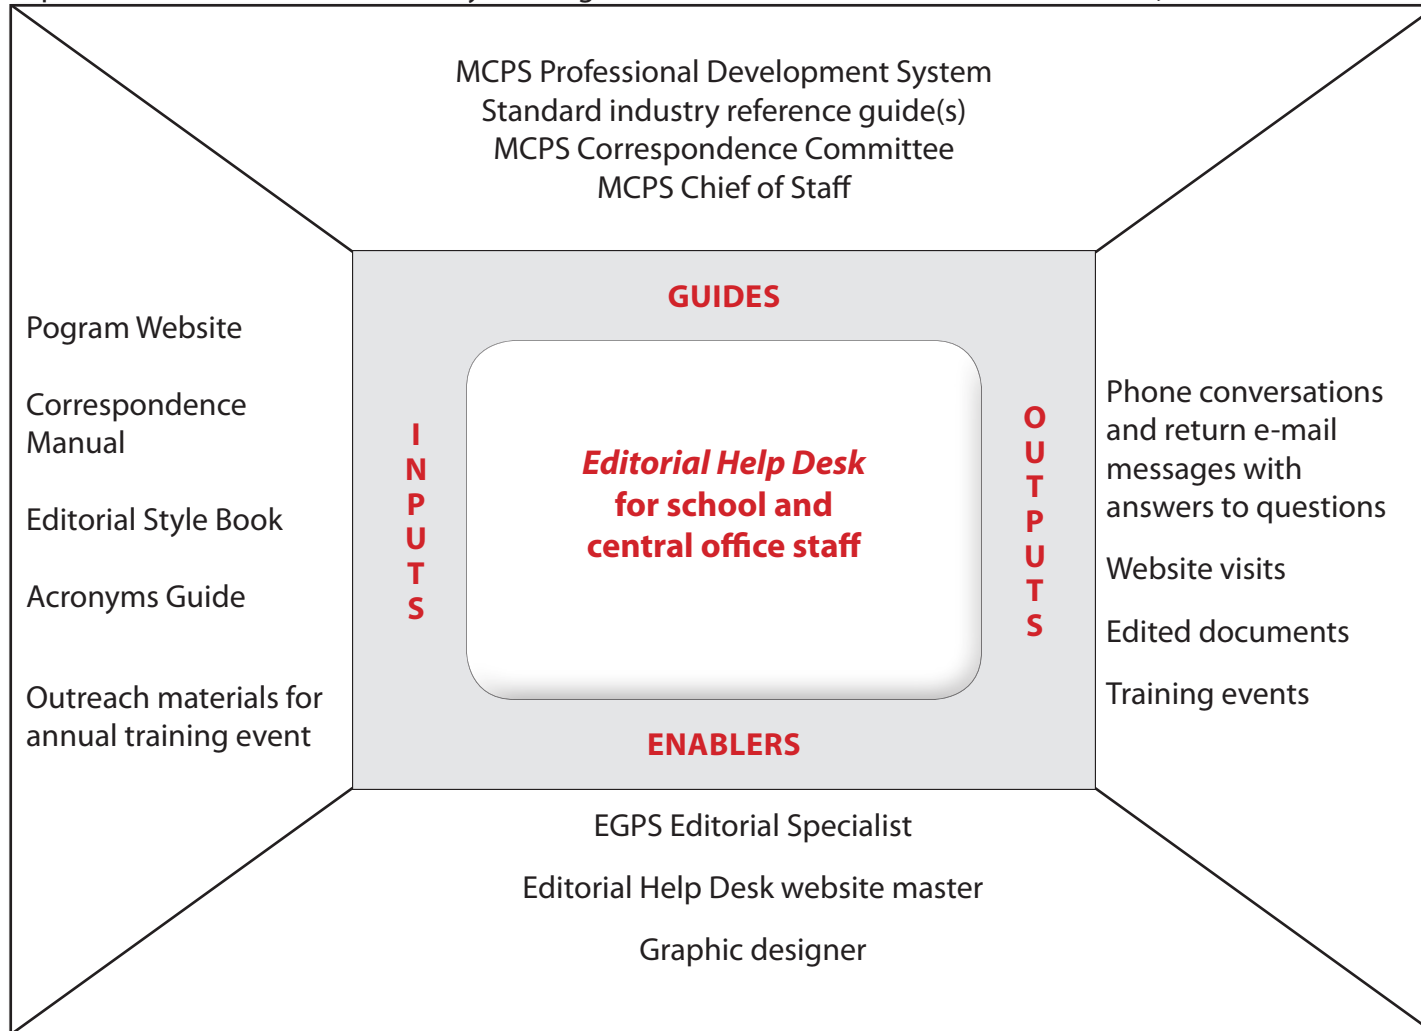 MCPS Professional Development System
Standard industry reference guide(s)
MCPS Correspondence Committee
MCPS Chief of Staff
GUIDES
Pogram Website
Correspondence
Manual
Editorial Style Book
Acronyms Guide
Outreach materials for
annual training event
INPUTS
Editorial Help Desk
for school and
central office staff
OUTPUTS
Phone conversations
and return e-mail
messages with
answers to questions
Website visits
Edited documents
Training events
ENABLERS
EGPS Editorial Specialist
Editorial Help Desk website master
Graphic designer